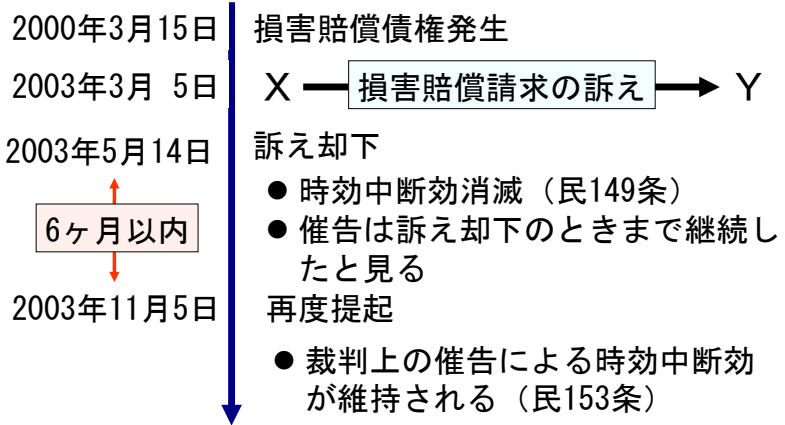 2000年3月15日 損害賠償債権発生
2003年3月 5日 X 損害賠償請求の訴え Y
2003年5月14日 訴え却下
● 時効中断効消滅（民149条）
6ヶ月以内
● 催告は訴え却下のときまで継続し
たと見る
2003年11月5日 再度提起
● 裁判上の催告による時効中断効
が維持される（民153条）